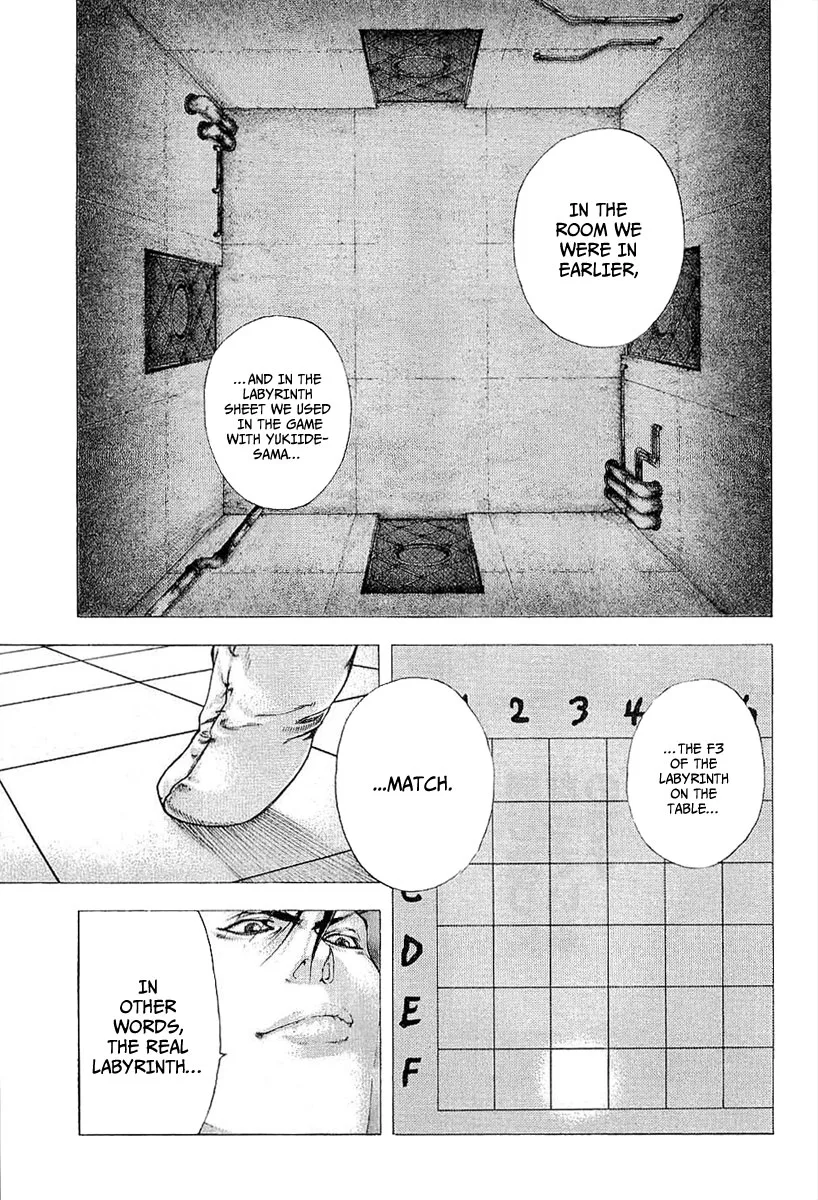 IN THE
ROOM WE
WERE IN
EARLIER,
...AND IN THE
LABYRINTH
SHEET WE USED
IN THE GAME
WITH YUKIIDE-
SAMA...
...THE F3
OF THE
LABYRINTH
ON THE
TABLE...
2 3 4
D
E
F
...MATCH.
IN
OTHER
WORDS,
THE REAL
LABYRINTH...